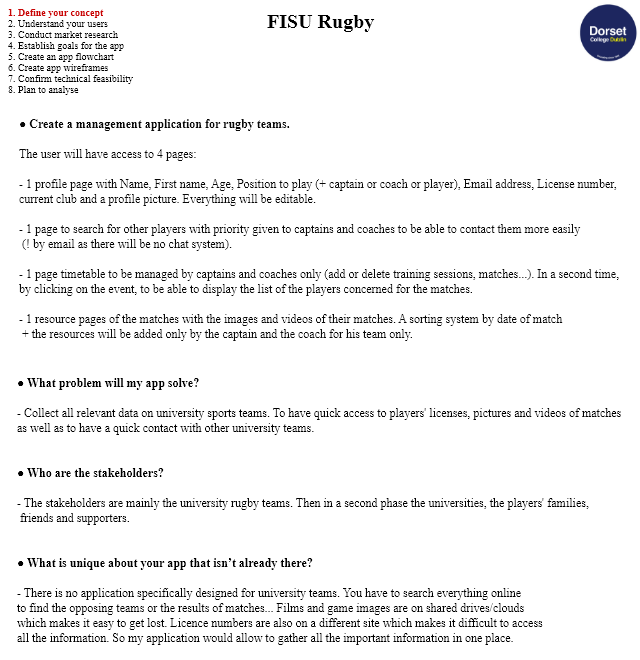 1. Define your concept
2. Understand your users
3. Conduct market research
4. Establish goals for the app
5. Create an app flowchart
6. Create app wireframes
7. Confirm technical feasibility
8. Plan to analyse
FISU Rugby
Dorset
College Dublin
● Create a management application for rugby teams.
The user will have access to 4 pages:
- 1 profile page with Name, First name, Age, Position to play (+ captain or coach or player), Email address, License number,
current club and a profile picture. Everything will be editable.
- 1 page to search for other players with priority given to captains and coaches to be able to contact them more easily
(! by email as there will be no chat system).
- 1 page timetable to be managed by captains and coaches only (add or delete training sessions, matches...). In a second time,
by clicking on the event, to be able to display the list of the players concerned for the matches.
- 1 resource pages of the matches with the images and videos of their matches. A sorting system by date of match
+ the resources will be added only by the captain and the coach for his team only.
● What problem will my app solve?
- Collect all relevant data on university sports teams. To have quick access to players' licenses, pictures and videos of matches
as well as to have a quick contact with other university teams.
● Who are the stakeholders?
- The stakeholders are mainly the university rugby teams. Then in a second phase the universities, the players' families,
friends and supporters.
● What is unique about your app that isn’t already there?
- There is no application specifically designed for university teams. You have to search everything online
to find the opposing teams or the results of matches... Films and game images are on shared drives/clouds
which makes it easy to get lost. Licence numbers are also on a different site which makes it difficult to access
all the information. So my application would allow to gather all the important information in one place.